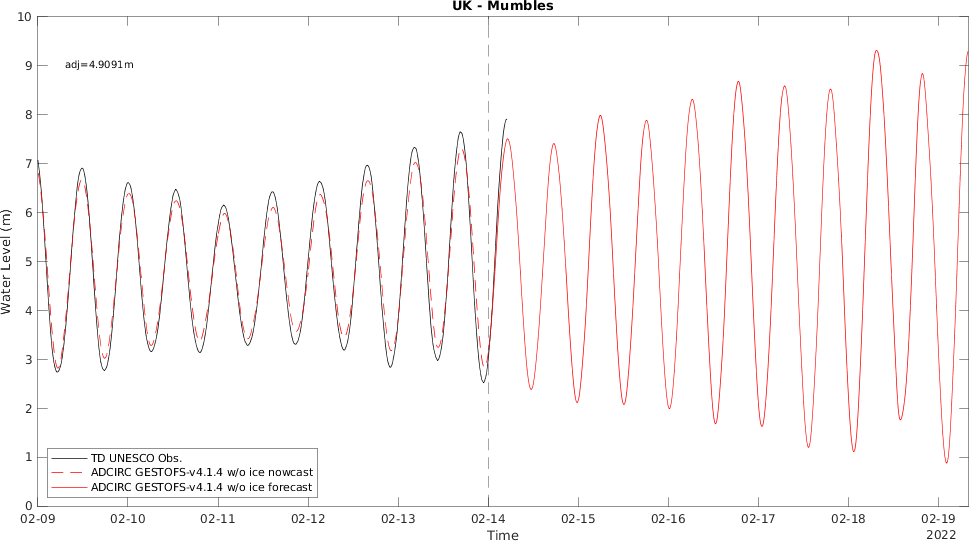 UK - Mumbles
10
9
8
7
6
5
4
3
2
1
0
Water Level (m)
adj=4.9091m
TD UNESCO Obs.
ADCIRC GESTOFS-v4.1.4 w/o ice nowcast
ADCIRC GESTOFS-v4.1.4 w/o ice forecast
02-09 02-10 02-11 02-12 02-13 02-14 02-15 02-16 02-17 02-18 02-19
Time
2022